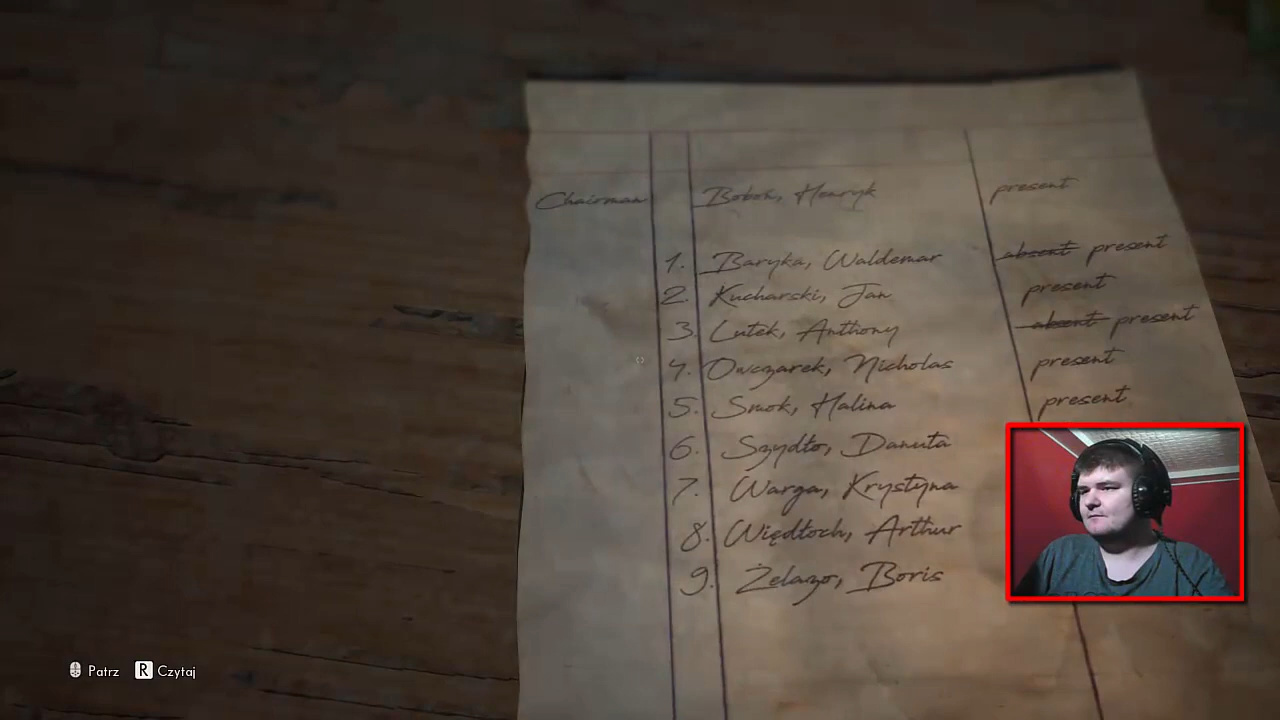 Chairman Boboń, Henryk present
1. Baryka, Waldemar absent present
2. Kucharski, Jan present
3. Lutek, Anthony absent present
4. Owczarek, Nicholas present
5. Smok, Halina present
6. Szydło, Danuta
7. Warga, Krystyna
8. Więdłoch, Arthur
9. Żelazo, Boris
Patrz R Czytaj